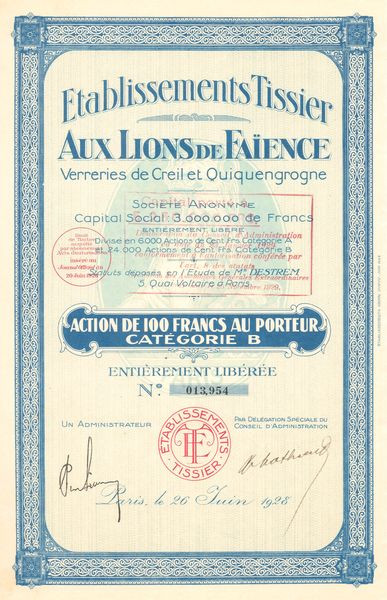 Etablissements Tissier
AUX LIONS DE FAÏENCE
Verreries de Creil et Quiquengrogne
SOCIÉTÉ ANONYME
Capital Social 3.000.000 de Francs
ENTIÈREMENT LIBÉRÉ
Divisé en 6000 Actions de Cent Frs Catégorie A
et 24.000 Actions de Cent Frs Catégorie B
Statuts déposés en l'Etude de Me DESTREM
5, Quai Voltaire à Paris
ACTION DE 100 FRANCS AU PORTEUR
CATÉGORIE B
ENTIÈREMENT LIBÉRÉE
No. 013,954
UN ADMINISTRATEUR
PAR DÉLÉGATION SPÉCIALE DU
CONSEIL D'ADMINISTRATION
ETABLISSEMENTS
TISSIER
Paris, le 26 Juin 1928